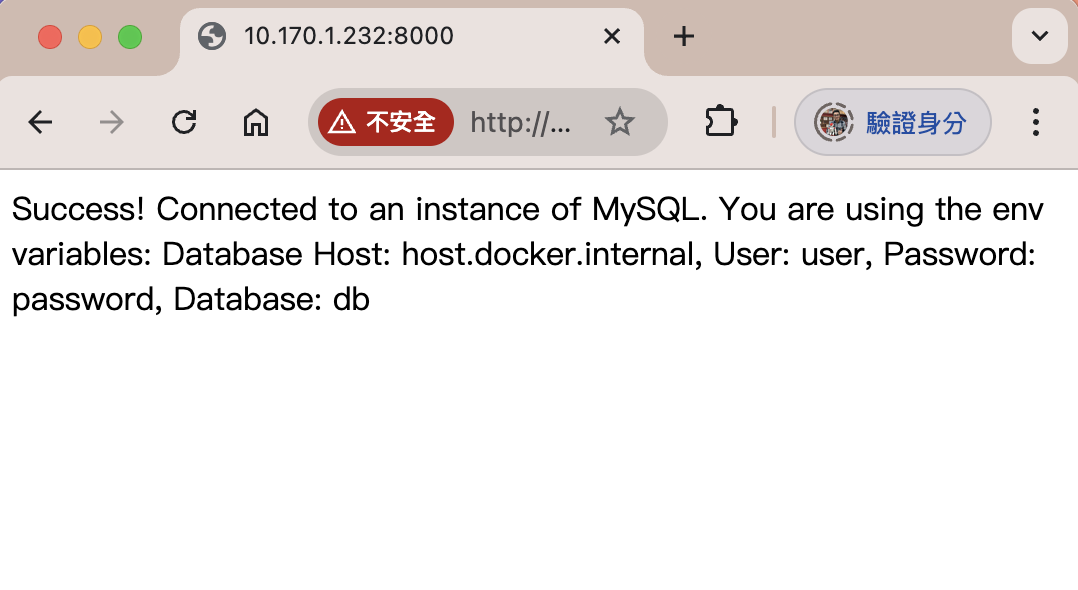 10.170.1.232:8000
不安全 http://...
驗證身分
Success! Connected to an instance of MySQL. You are using the env
variables: Database Host: host.docker.internal, User: user, Password:
password, Database: db